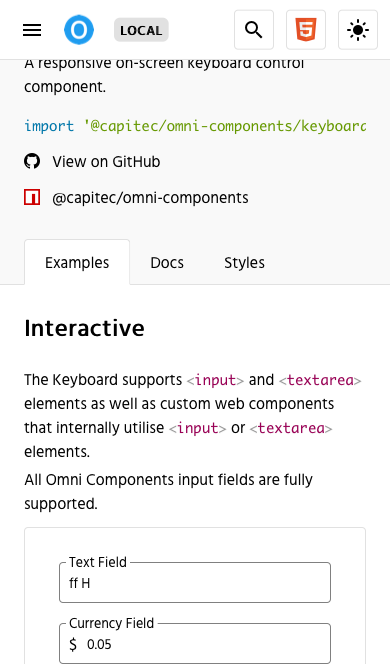 LOCAL
A responsive on-screen keyboard control
component.
import '@capitec/omni-components/keyboard
View on GitHub
@capitec/omni-components
Examples Docs Styles
Interactive
The Keyboard supports <input> and <textarea>
elements as well as custom web components
that internally utilise <input> or <textarea>
elements.
All Omni Components input fields are fully
supported.
Text Field
ff H
Currency Field
$ 0.05